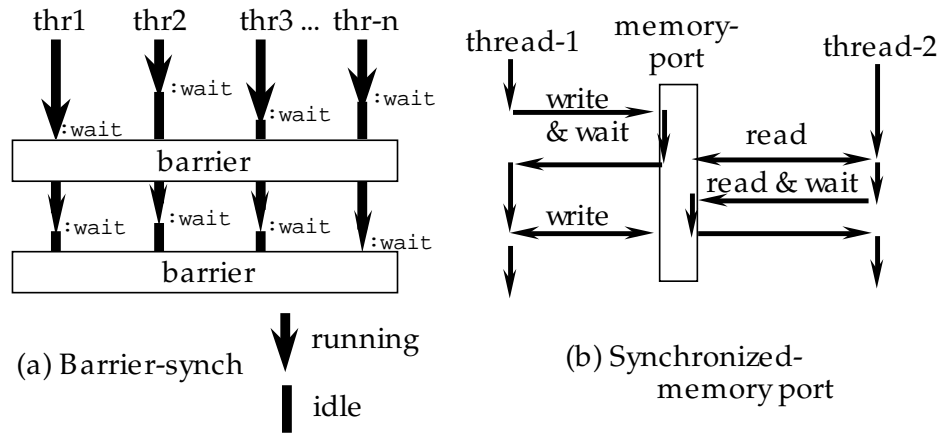 thr1 thr2 thr3 ... thr-n
:wait
:wait
:wait
:wait
barrier
:wait
:wait
:wait
:wait
barrier
running
(a) Barrier-synch
idle
memory-
port
thread-1
thread-2
write
& wait
read
read & wait
write
(b) Synchronized-
memory port